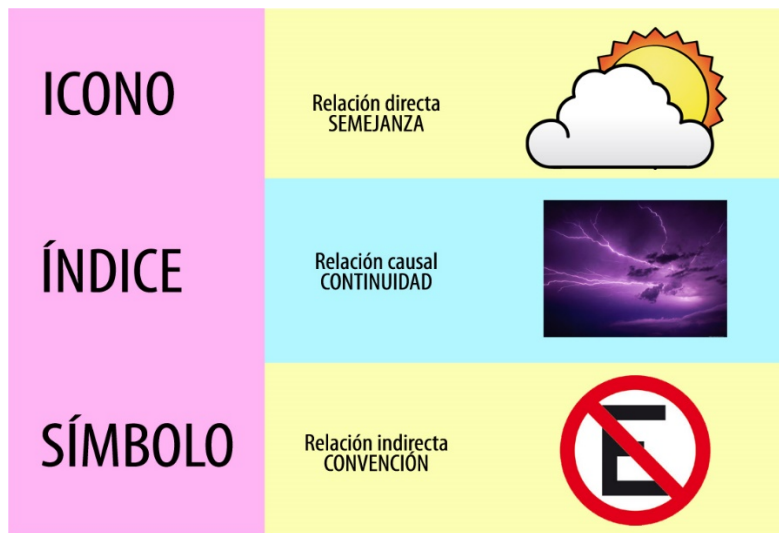 ICONO
Relación directa
SEMEJANZA
ÍNDICE
Relación causal
CONTINUIDAD
SÍMBOLO
Relación indirecta
CONVENCIÓN
E